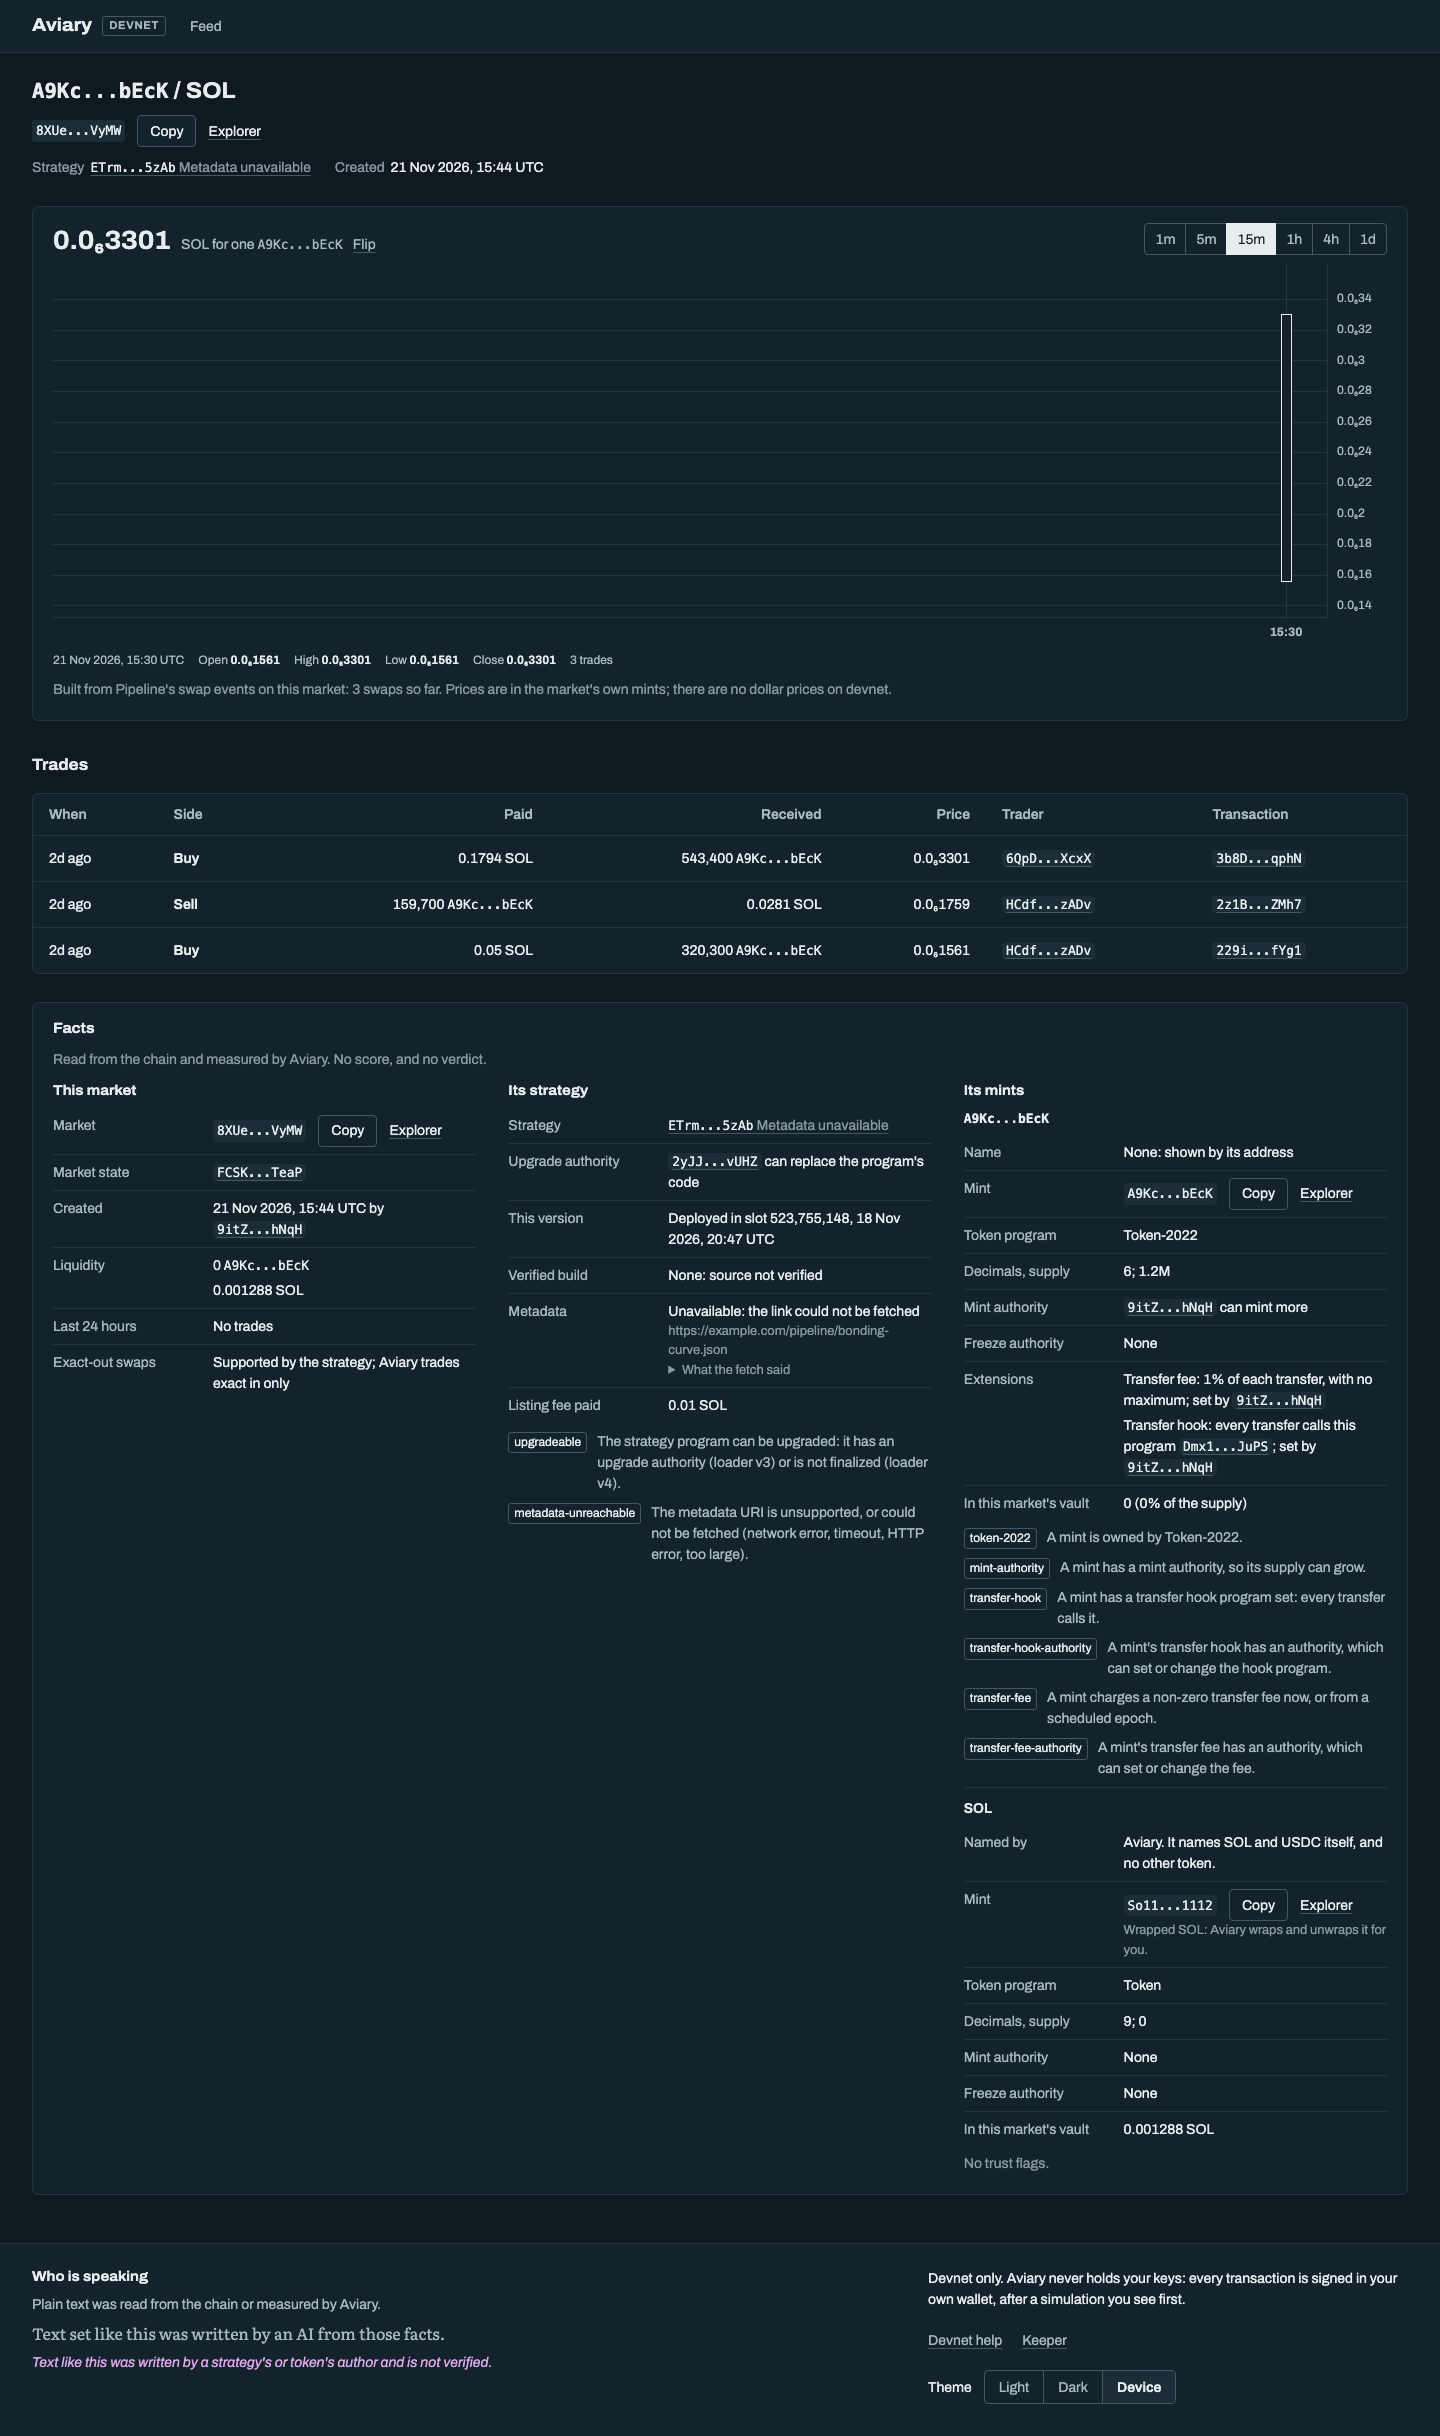 Aviary DEVNET Feed
A9Kc...bEcK / SOL
8XUe...VyMW Copy Explorer
Strategy ETrm...5zAb Metadata unavailable Created 21 Nov 2026, 15:44 UTC
0.0₆3301 SOL for one A9Kc...bEcK Flip 1m 5m 15m 1h 4h 1d
0.0₆34
0.0₆32
0.0₆3
0.0₆28
0.0₆26
0.0₆24
0.0₆22
0.0₆2
0.0₆18
0.0₆16
0.0₆14
15:30
21 Nov 2026, 15:30 UTC Open 0.0₆1561 High 0.0₆3301 Low 0.0₆1561 Close 0.0₆3301 3 trades
Built from Pipeline's swap events on this market: 3 swaps so far. Prices are in the market's own mints; there are no dollar prices on devnet.
Trades
When Side Paid Received Price Trader Transaction
2d ago Buy 0.1794 SOL 543,400 A9Kc...bEcK 0.0₆3301 6QpD...XcxX 3b8D...qphN
2d ago Sell 159,700 A9Kc...bEcK 0.0281 SOL 0.0₆1759 HCdf...zADv 2z1B...ZMh7
2d ago Buy 0.05 SOL 320,300 A9Kc...bEcK 0.0₆1561 HCdf...zADv 229i...fYg1
Facts
Read from the chain and measured by Aviary. No score, and no verdict.
This market
Market 8XUe...VyMW Copy Explorer
Market state FCSK...TeaP
Created 21 Nov 2026, 15:44 UTC by
9itZ...hNqH
Liquidity 0 A9Kc...bEcK
0.001288 SOL
Last 24 hours No trades
Exact-out swaps Supported by the strategy; Aviary trades
exact in only
Its strategy
Strategy ETrm...5zAb Metadata unavailable
Upgrade authority 2yJJ...vUHZ can replace the program's
code
This version Deployed in slot 523,755,148, 18 Nov
2026, 20:47 UTC
Verified build None: source not verified
Metadata Unavailable: the link could not be fetched
https://example.com/pipeline/bonding-
curve.json
▶ What the fetch said
Listing fee paid 0.01 SOL
upgradeable The strategy program can be upgraded: it has an
upgrade authority (loader v3) or is not finalized (loader
v4).
metadata-unreachable The metadata URI is unsupported, or could
not be fetched (network error, timeout, HTTP
error, too large).
Its mints
A9Kc...bEcK
Name None: shown by its address
Mint A9Kc...bEcK Copy Explorer
Token program Token-2022
Decimals, supply 6; 1.2M
Mint authority 9itZ...hNqH can mint more
Freeze authority None
Extensions Transfer fee: 1% of each transfer, with no
maximum; set by 9itZ...hNqH
Transfer hook: every transfer calls this
program Dmx1...JuPS ; set by
9itZ...hNqH
In this market's vault 0 (0% of the supply)
token-2022 A mint is owned by Token-2022.
mint-authority A mint has a mint authority, so its supply can grow.
transfer-hook A mint has a transfer hook program set: every transfer
calls it.
transfer-hook-authority A mint's transfer hook has an authority, which
can set or change the hook program.
transfer-fee A mint charges a non-zero transfer fee now, or from a
scheduled epoch.
transfer-fee-authority A mint's transfer fee has an authority, which
can set or change the fee.
SOL
Named by Aviary. It names SOL and USDC itself, and
no other token.
Mint So11...1112 Copy Explorer
Wrapped SOL: Aviary wraps and unwraps it for
you.
Token program Token
Decimals, supply 9; 0
Mint authority None
Freeze authority None
In this market's vault 0.001288 SOL
No trust flags.
Who is speaking
Plain text was read from the chain or measured by Aviary.
Text set like this was written by an AI from those facts.
Text like this was written by a strategy's or token's author and is not verified.
Devnet only. Aviary never holds your keys: every transaction is signed in your
own wallet, after a simulation you see first.
Devnet help Keeper
Theme Light Dark Device